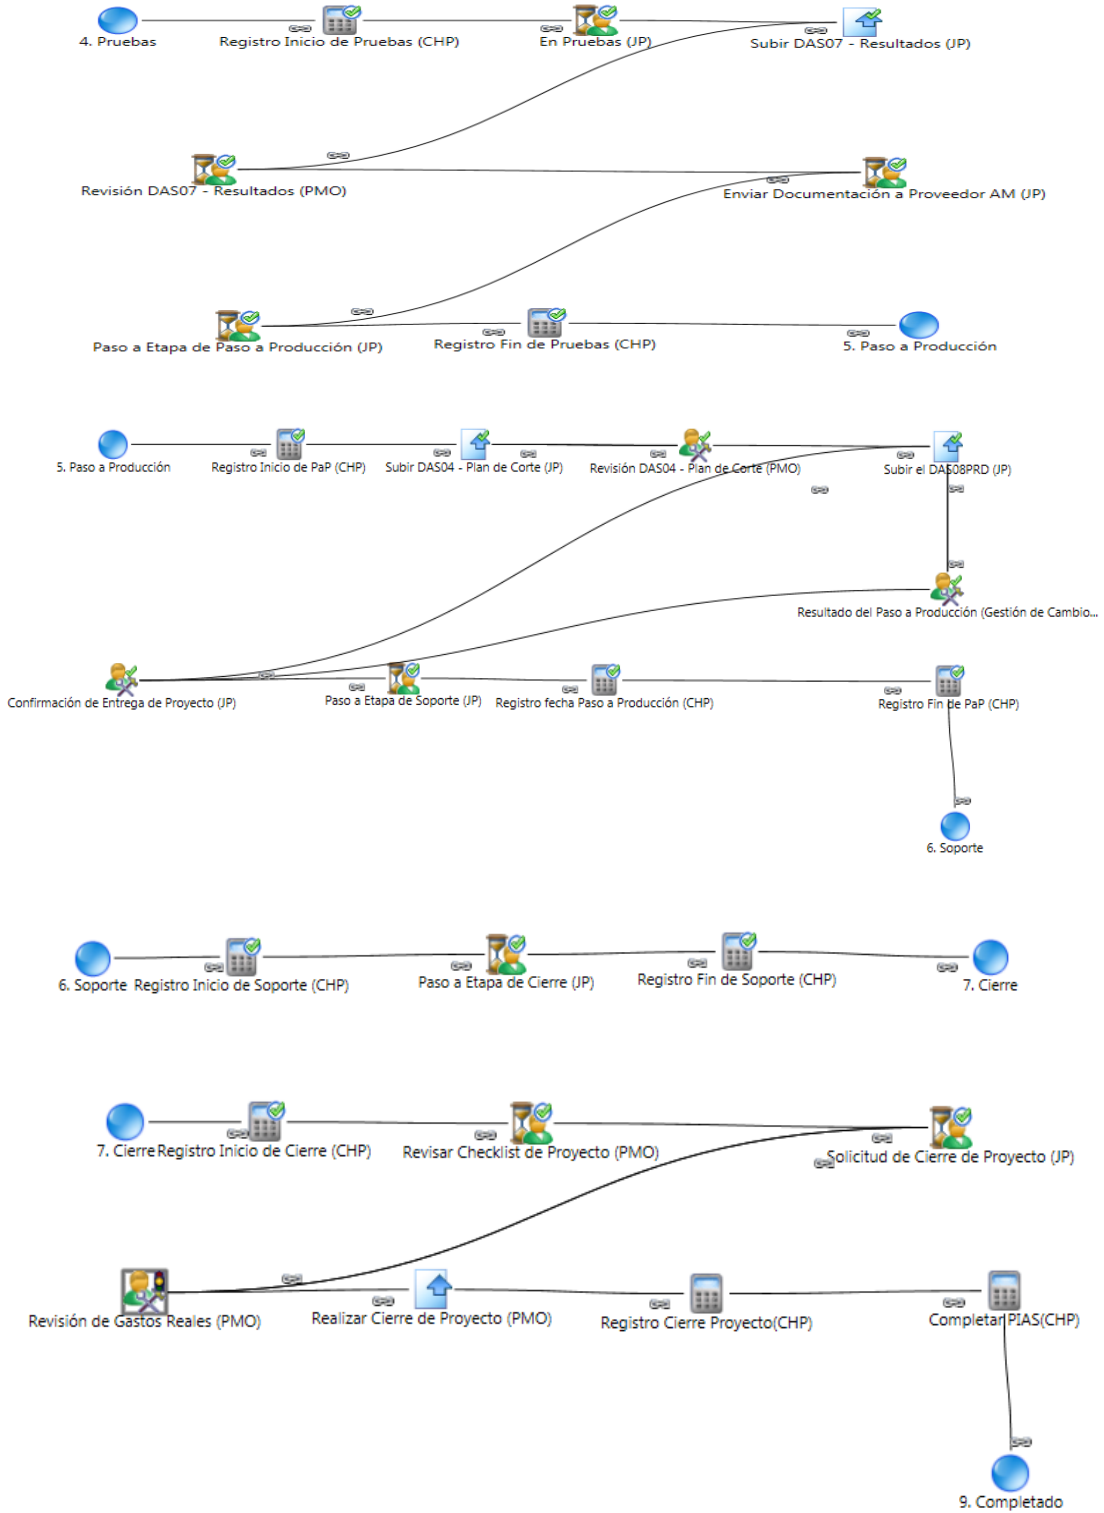 4. Pruebas
Registro Inicio de Pruebas (CHP)
En Pruebas (JP)
Subir DAS07 - Resultados (JP)
Revisión DAS07 - Resultados (PMO)
Enviar Documentación a Proveedor AM (JP)
Paso a Etapa de Paso a Producción (JP)
Registro Fin de Pruebas (CHP)
5. Paso a Producción
5. Paso a Producción
Registro Inicio de PaP (CHP)
Subir DAS04 - Plan de Corte (JP)
Revisión DAS04 - Plan de Corte (PMO)
Subir el DAS08PRD (JP)
Resultado del Paso a Producción (Gestión de Cambio...
Confirmación de Entrega de Proyecto (JP)
Paso a Etapa de Soporte (JP)
Registro fecha Paso a Producción (CHP)
Registro Fin de PaP (CHP)
6. Soporte
6. Soporte
Registro Inicio de Soporte (CHP)
Paso a Etapa de Cierre (JP)
Registro Fin de Soporte (CHP)
7. Cierre
7. Cierre
Registro Inicio de Cierre (CHP)
Revisar Checklist de Proyecto (PMO)
Solicitud de Cierre de Proyecto (JP)
Revisión de Gastos Reales (PMO)
Realizar Cierre de Proyecto (PMO)
Registro Cierre Proyecto(CHP)
Completar PIAS(CHP)
9. Completado